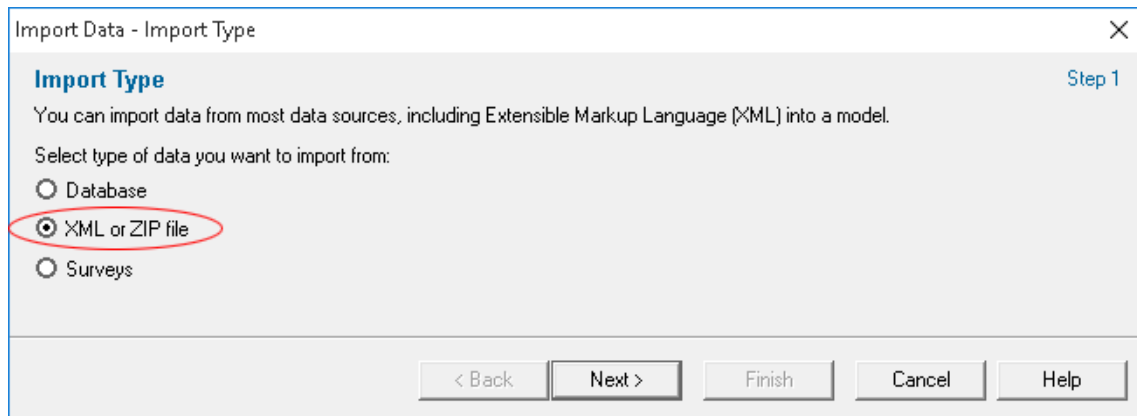 Import Data - Import Type
Import Type
Step 1
You can import data from most data sources, including Extensible Markup Language (XML) into a model.
Select type of data you want to import from:
Database
XML or ZIP file
Surveys
< Back Next > Finish Cancel Help